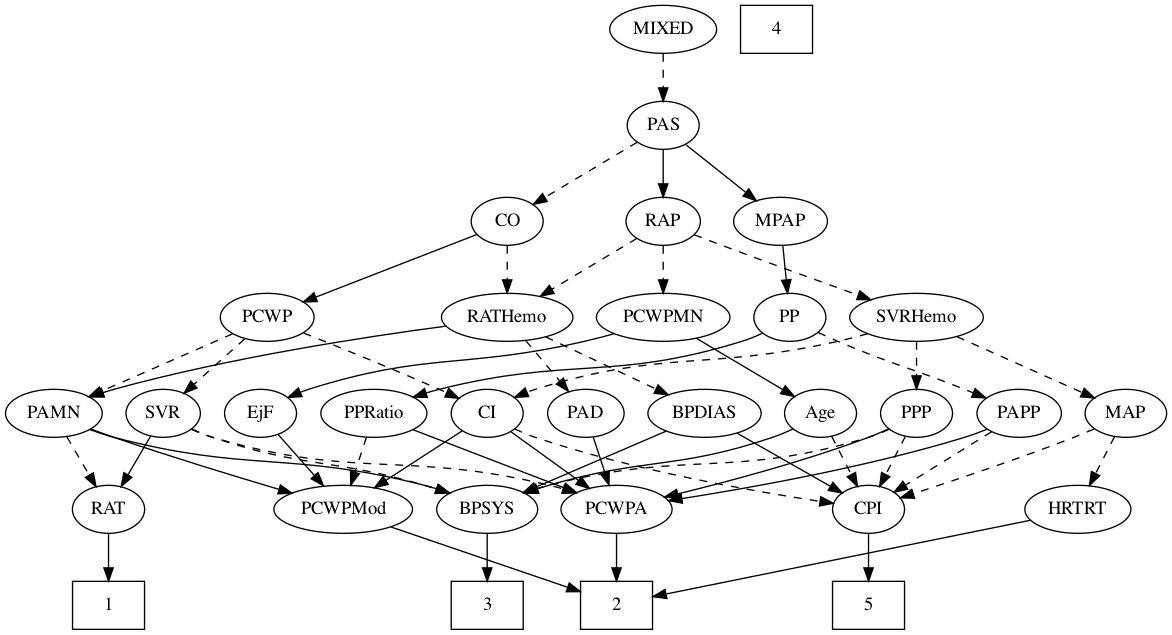 MIXED
4
PAS
CO
RAP
MPAP
PCWP
RATHemo
PCWPMN
PP
SVRHemo
PAMN
SVR
EjF
PPRatio
CI
PAD
BPDIAS
Age
PPP
PAPP
MAP
RAT
PCWPMod
BPSYS
PCWPA
CPI
HRTRT
1
3
2
5